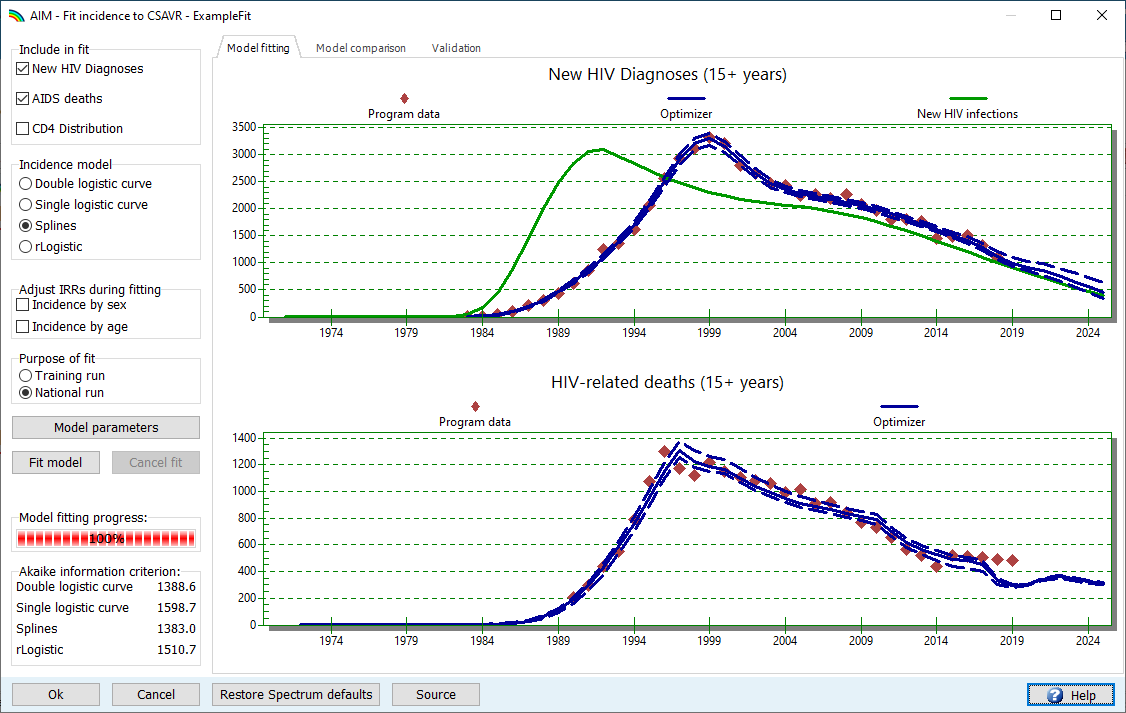 AIM - Fit incidence to CSAVR - ExampleFit
Include in fit
New HIV Diagnoses
AIDS deaths
CD4 Distribution
Incidence model
Double logistic curve
Single logistic curve
Splines
rLogistic
Adjust IRRs during fitting
Incidence by sex
Incidence by age
Purpose of fit
Training run
National run
Model parameters
Fit model Cancel fit
Model fitting progress:
100%
Akaike information criterion:
Double logistic curve 1388.6
Single logistic curve 1598.7
Splines 1383.0
rLogistic 1510.7
Model fitting Model comparison Validation
New HIV Diagnoses (15+ years)
Program data Optimizer New HIV infections
3500
3000
2500
2000
1500
1000
500
0
1974 1979 1984 1989 1994 1999 2004 2009 2014 2019 2024
HIV-related deaths (15+ years)
Program data Optimizer
1400
1200
1000
800
600
400
200
0
1974 1979 1984 1989 1994 1999 2004 2009 2014 2019 2024
Ok Cancel Restore Spectrum defaults Source Help